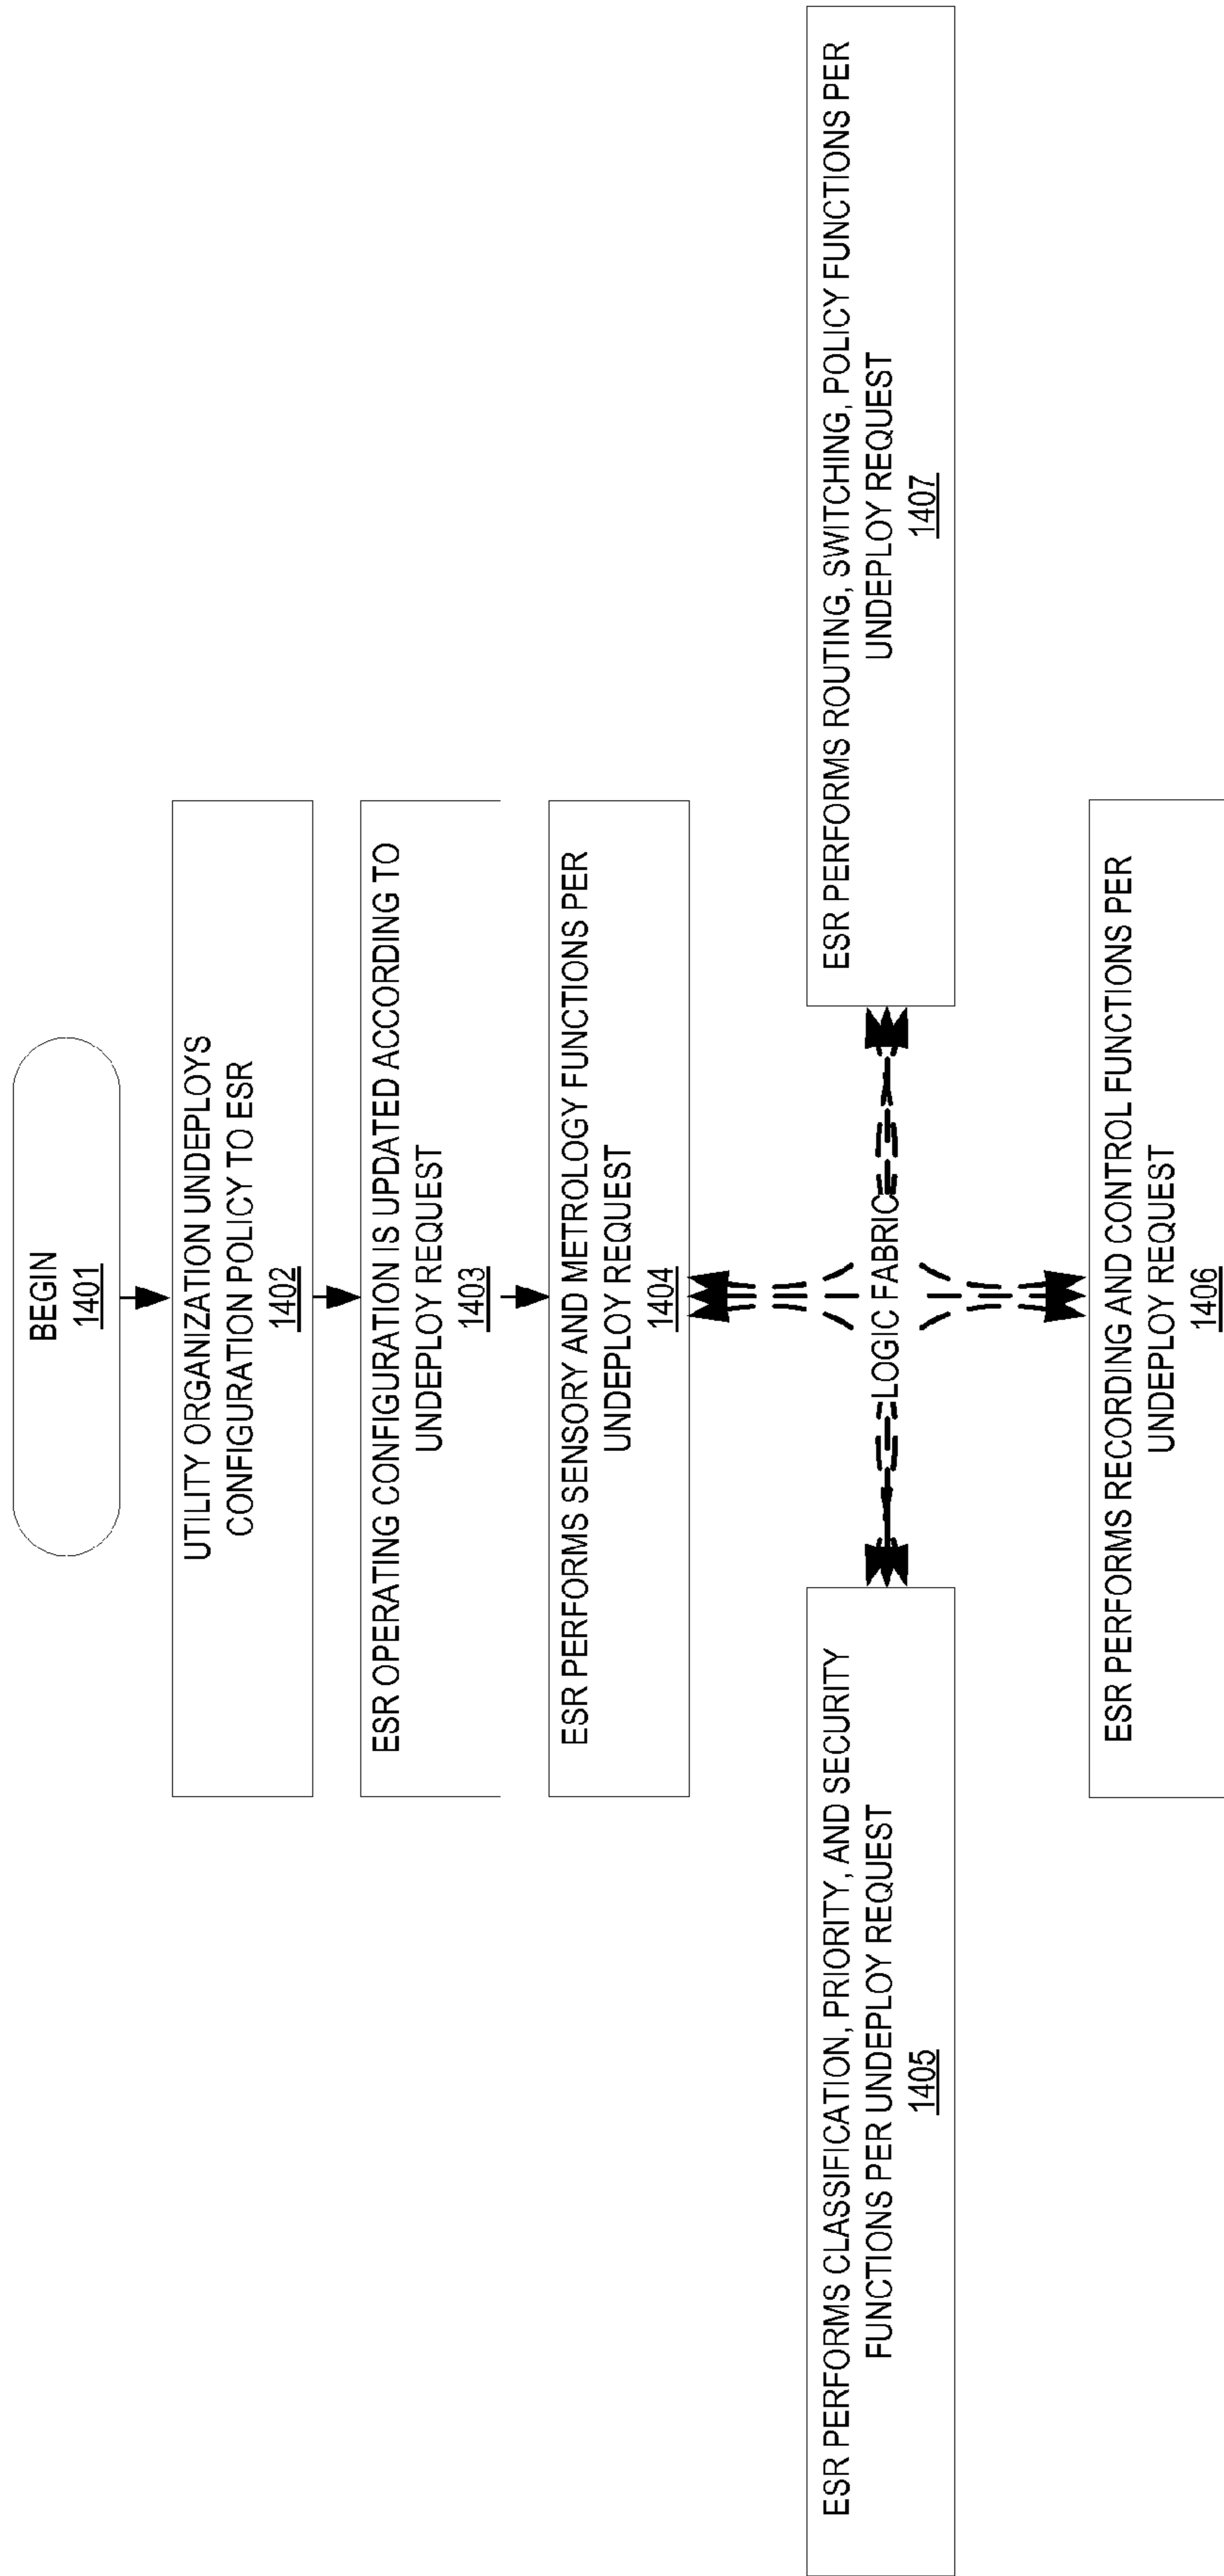 BEGIN
1401
UTILITY ORGANIZATION UNDEPLOYS
CONFIGURATION POLICY TO ESR
1402
ESR OPERATING CONFIGURATION IS UPDATED ACCORDING TO
UNDEPLOY REQUEST
1403
ESR PERFORMS SENSORY AND METROLOGY FUNCTIONS PER
UNDEPLOY REQUEST
1404
ESR PERFORMS CLASSIFICATION, PRIORITY, AND SECURITY
FUNCTIONS PER UNDEPLOY REQUEST
1405
LOGIC FABRIC
ESR PERFORMS ROUTING, SWITCHING, POLICY FUNCTIONS PER
UNDEPLOY REQUEST
1407
ESR PERFORMS RECORDING AND CONTROL FUNCTIONS PER
UNDEPLOY REQUEST
1406